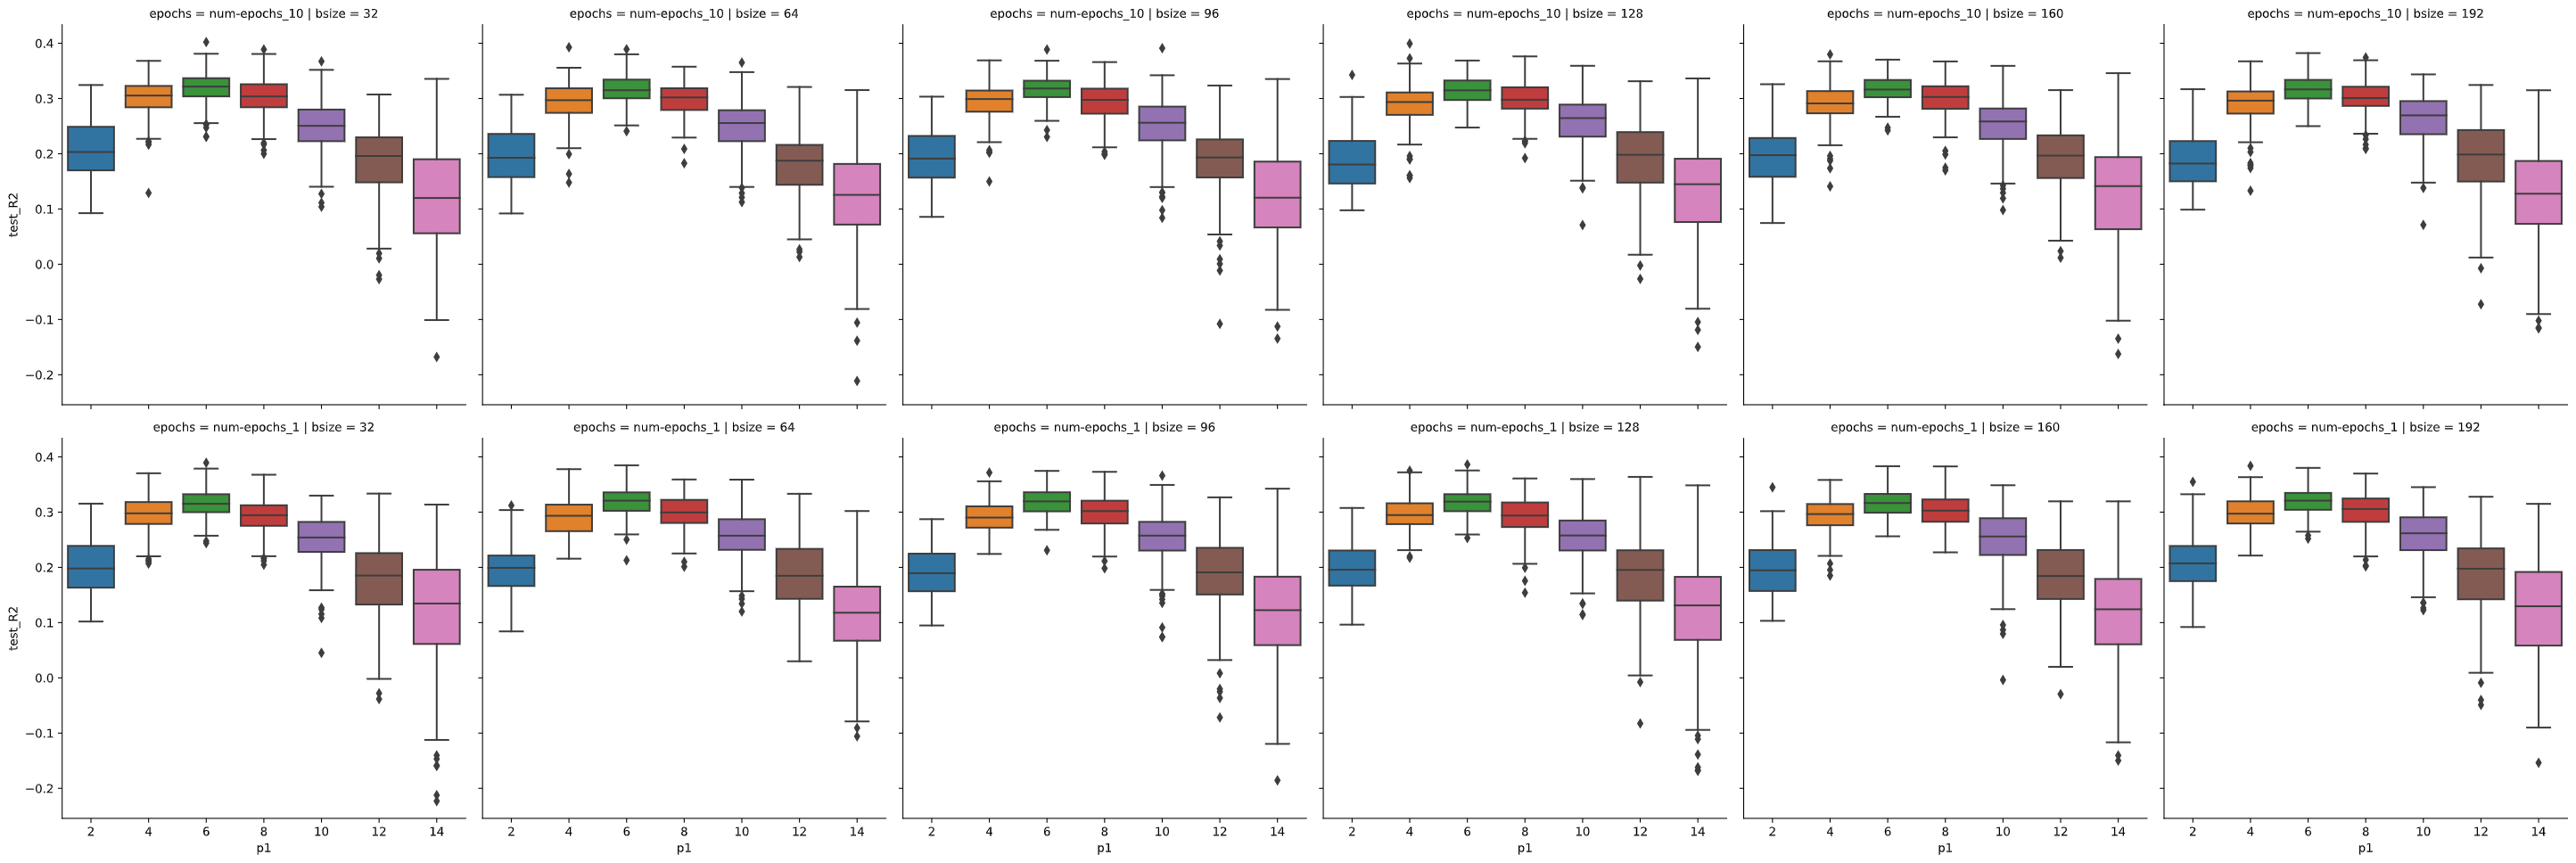 epochs = num-epochs_10 | bsize = 32
epochs = num-epochs_10 | bsize = 64
epochs = num-epochs_10 | bsize = 96
epochs = num-epochs_10 | bsize = 128
epochs = num-epochs_10 | bsize = 160
epochs = num-epochs_10 | bsize = 192
0.4
0.3
0.2
0.1
0.0
−0.1
−0.2
test_R2
epochs = num-epochs_1 | bsize = 32
epochs = num-epochs_1 | bsize = 64
epochs = num-epochs_1 | bsize = 96
epochs = num-epochs_1 | bsize = 128
epochs = num-epochs_1 | bsize = 160
epochs = num-epochs_1 | bsize = 192
0.4
0.3
0.2
0.1
0.0
−0.1
−0.2
test_R2
2 4 6 8 10 12 14
p1
2 4 6 8 10 12 14
p1
2 4 6 8 10 12 14
p1
2 4 6 8 10 12 14
p1
2 4 6 8 10 12 14
p1
2 4 6 8 10 12 14
p1